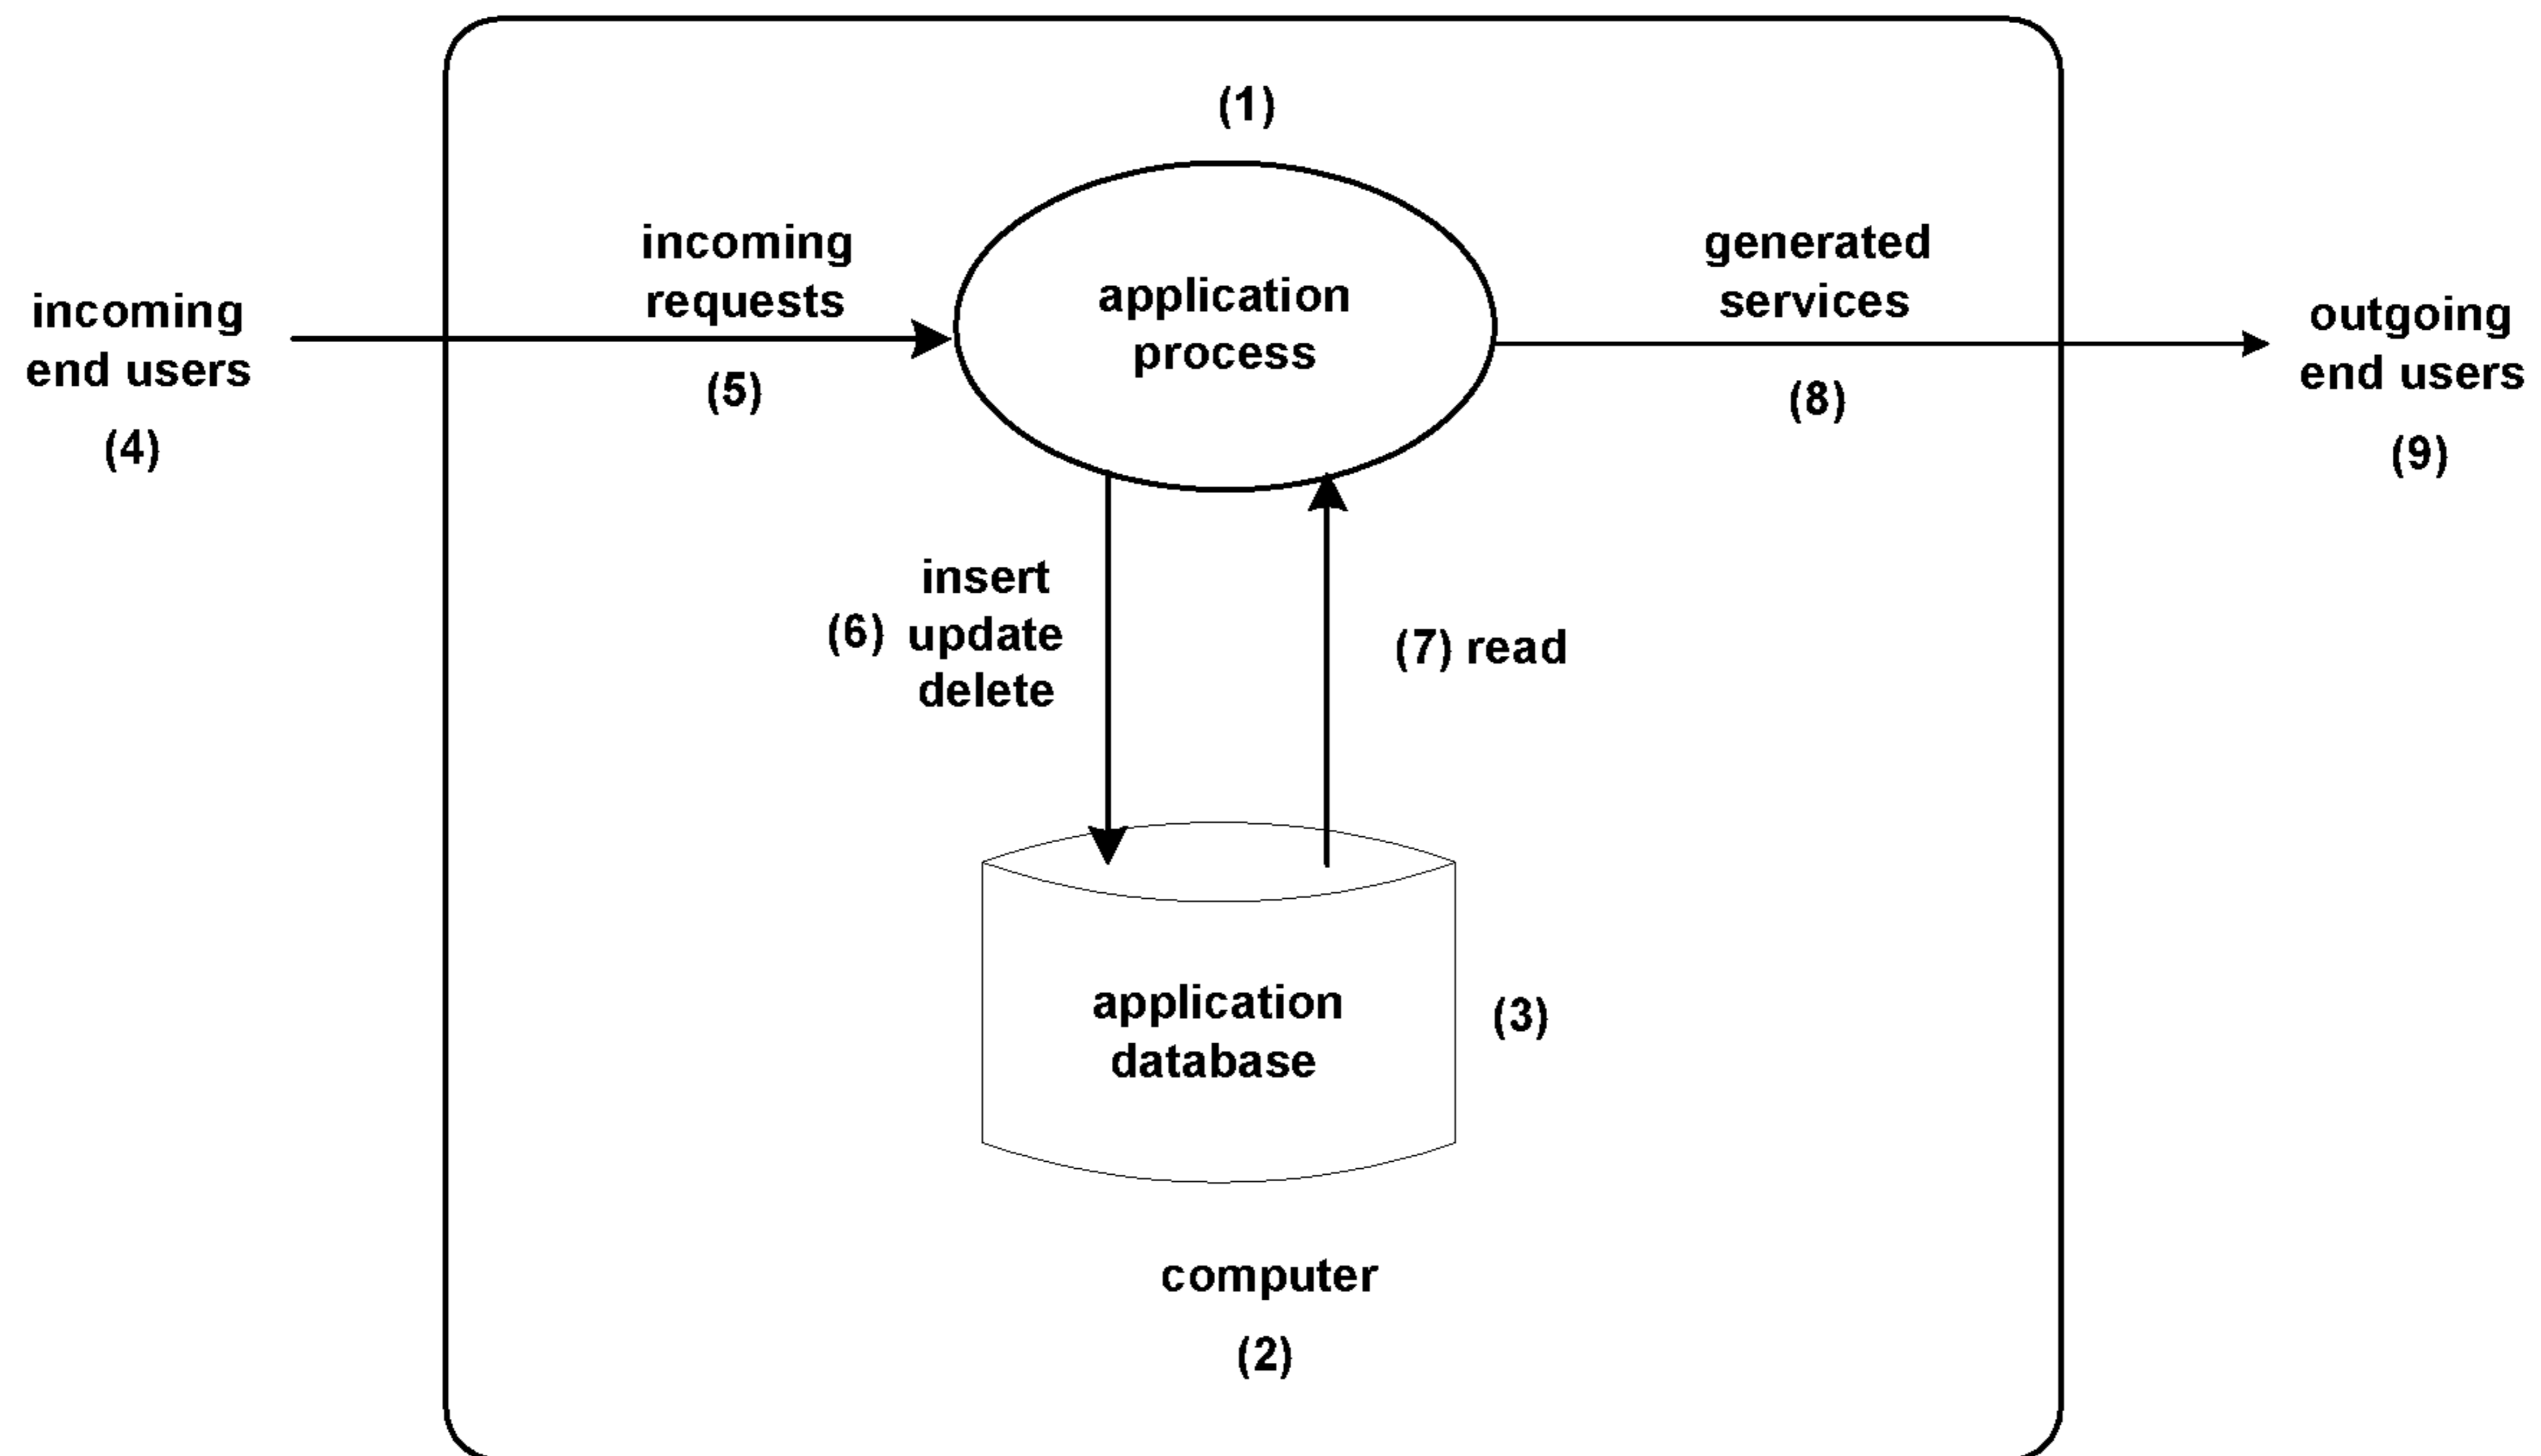 (1)
incoming
requests
(5)
generated
services
(8)
application
process
incoming
end users
(4)
outgoing
end users
(9)
insert
(6) update
delete
(7) read
application
database
(3)
computer
(2)